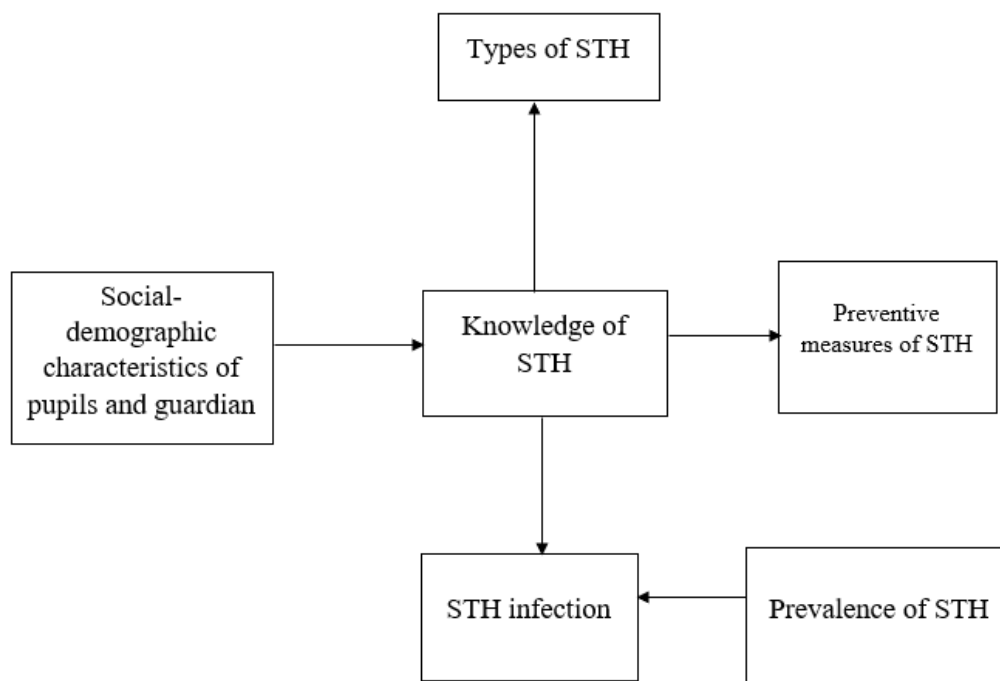 Types of STH
Social-
demographic
characteristics of
pupils and guardian
Knowledge of
STH
Preventive
measures of STH
STH infection
Prevalence of STH